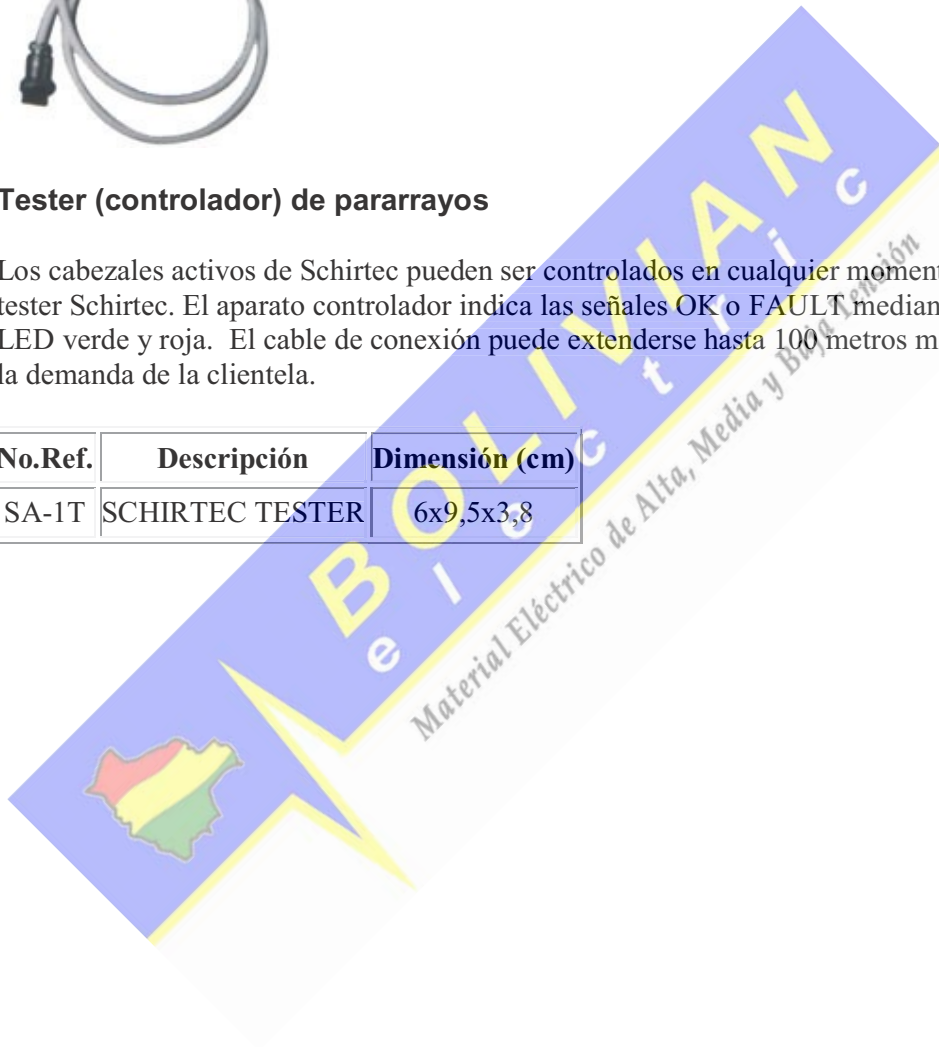 Tester (controlador) de pararrayos
Los cabezales activos de Schirtec pueden ser controlados en cualquier moment
tester Schirtec. El aparato controlador indica las señales OK o FAULT median
LED verde y roja. El cable de conexión puede extenderse hasta 100 metros m
la demanda de la clientela.
No.Ref. Descripción Dimensión (cm)
SA-1T SCHIRTEC TESTER 6x9,5x3,8
BOLIVIAN
electric
Material Eléctrico de Alta, Media y Baja Tensión